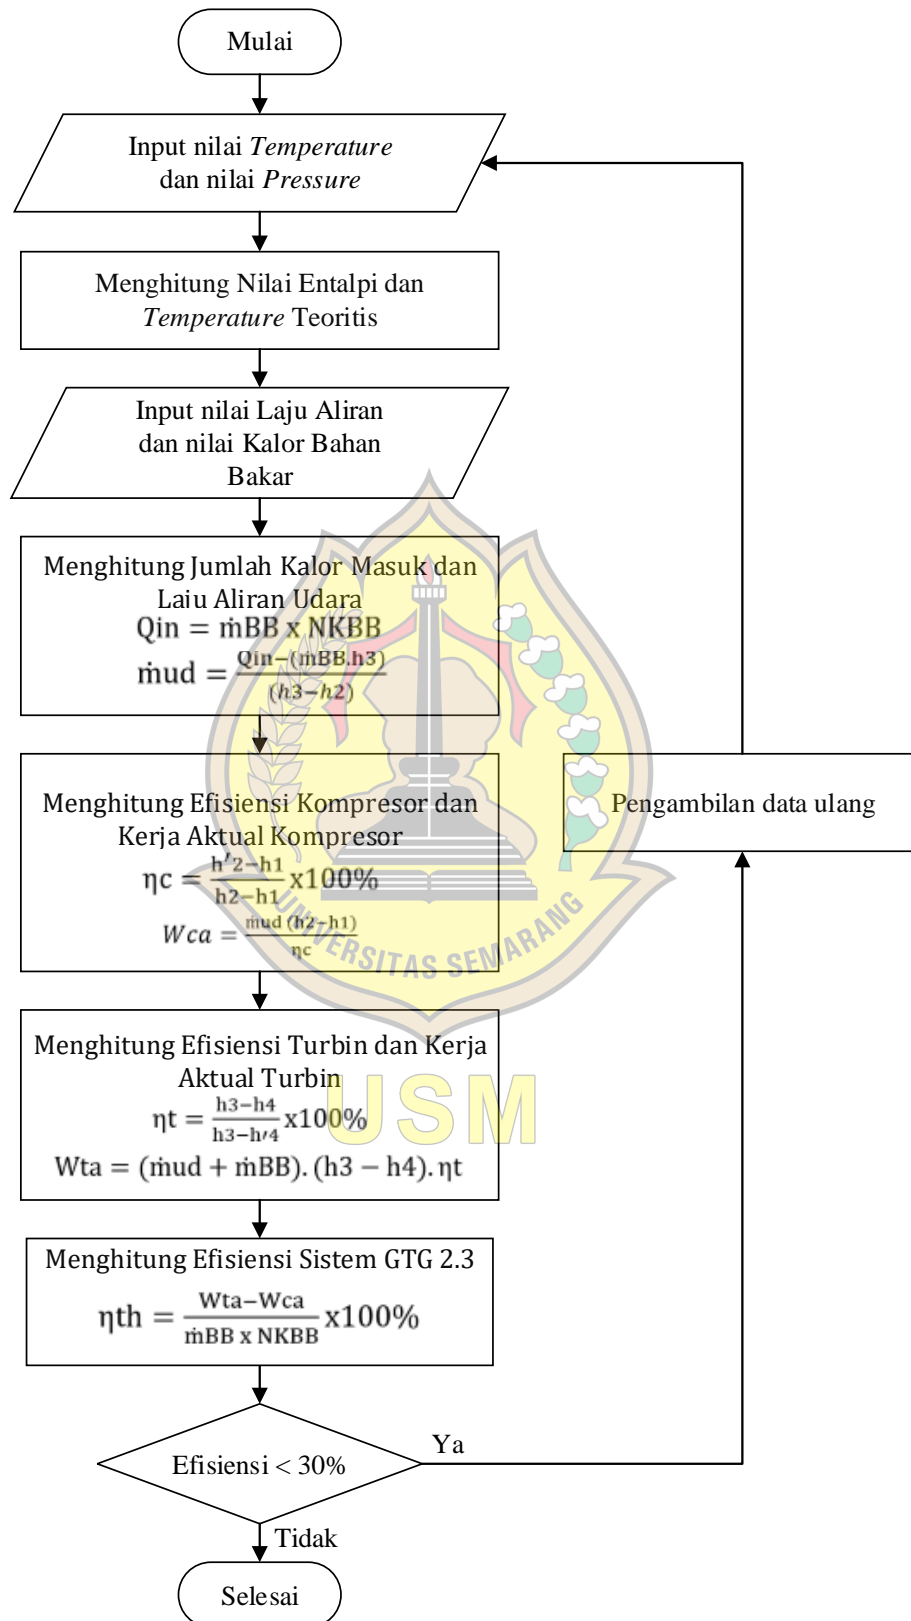 Mulai
Input nilai Temperature
dan nilai Pressure
Menghitung Nilai Entalpi dan
Temperature Teoritis
Input nilai Laju Aliran
dan nilai Kalor Bahan
Bakar
Menghitung Jumlah Kalor Masuk dan
Laju Aliran Udara
Qin = ṁBB x NKBB
ṁud = Qin−(ṁBB.h3) / (h3−h2)
Menghitung Efisiensi Kompresor dan
Kerja Aktual Kompresor
ηc = h′2−h1 / h2−h1 x100%
Wca = ṁud (h2−h1) / ηc
Pengambilan data ulang
UNIVERSITAS SEMARANG
Menghitung Efisiensi Turbin dan Kerja
Aktual Turbin
ηt = h3−h4 / h3−h′4 x100%
Wta = (ṁud + ṁBB). (h3 − h4). ηt
USM
Menghitung Efisiensi Sistem GTG 2.3
ηth = Wta−Wca / ṁBB x NKBB x100%
Efisiensi < 30%
Ya
Tidak
Selesai